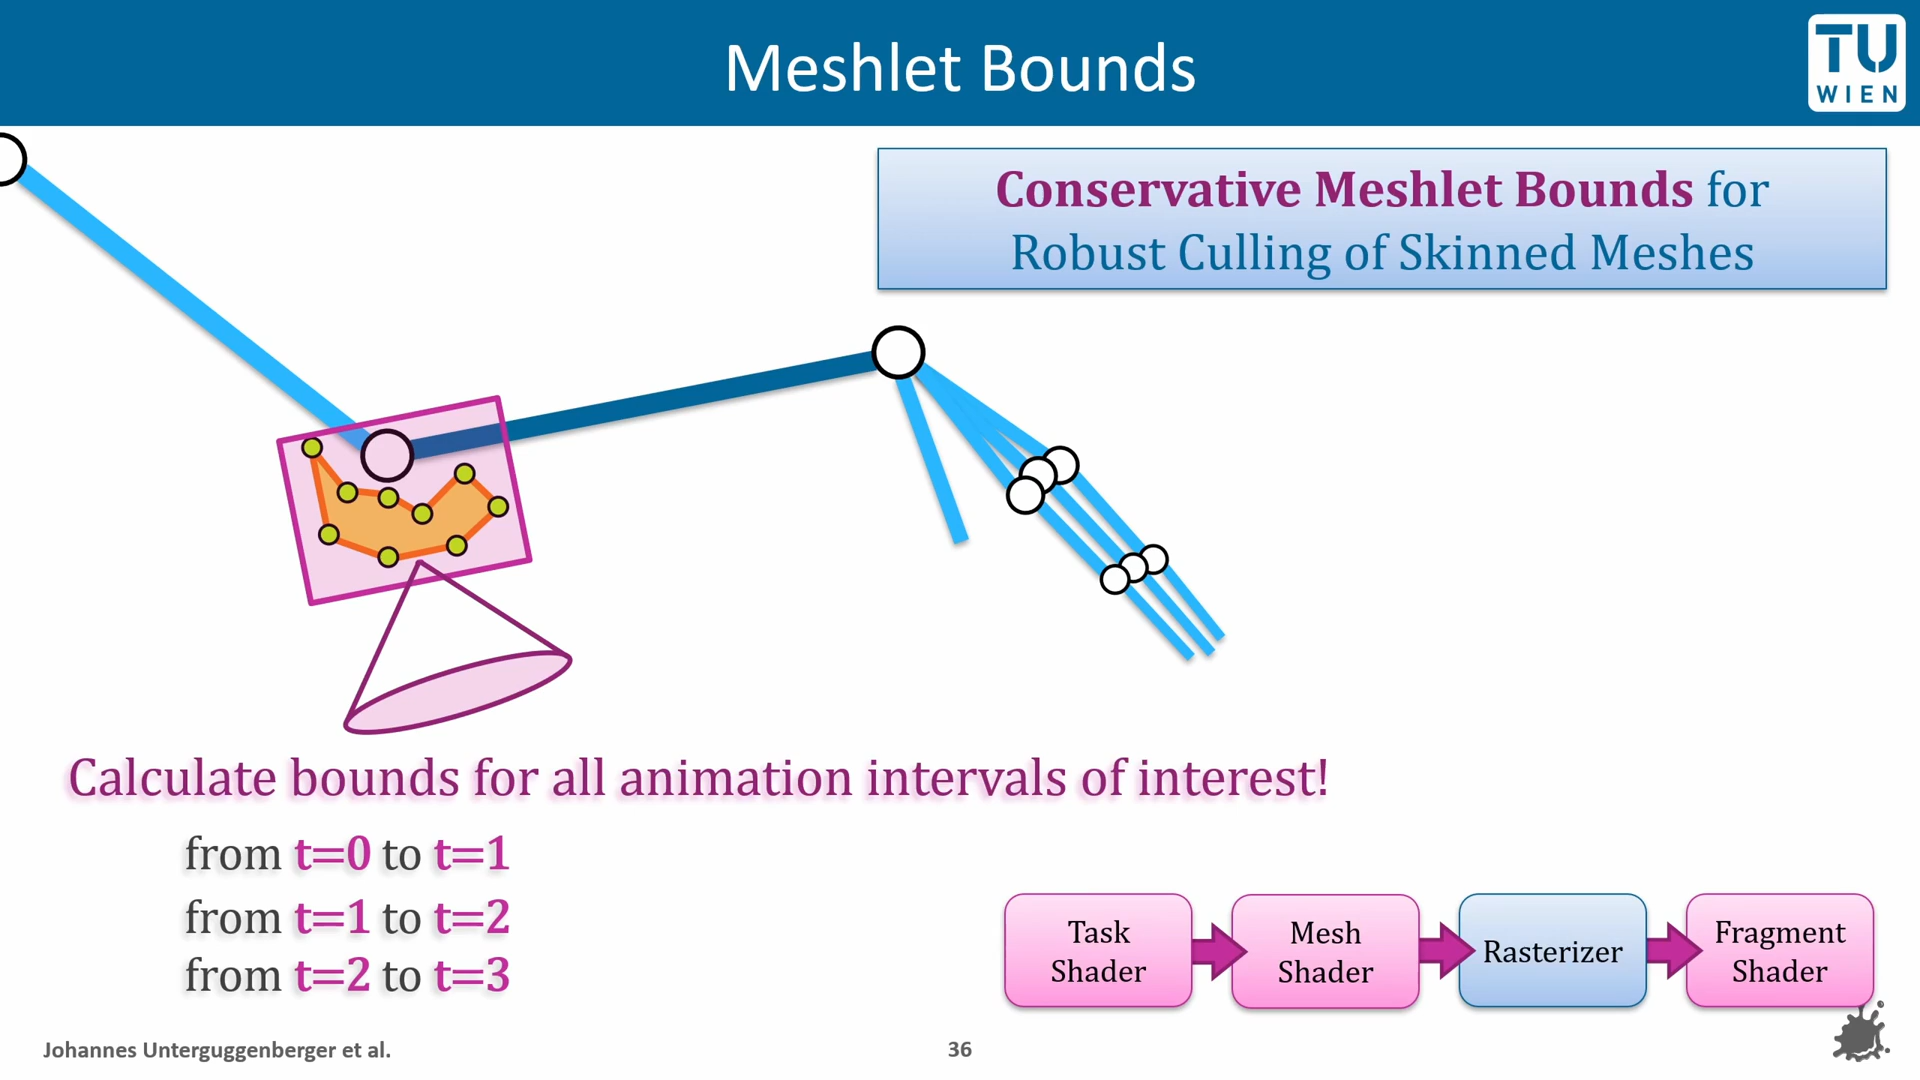 Meshlet Bounds
TU
WIEN
Conservative Meshlet Bounds for
Robust Culling of Skinned Meshes
Calculate bounds for all animation intervals of interest!
from t=0 to t=1
from t=1 to t=2
from t=2 to t=3
Task
Shader
Mesh
Shader
Rasterizer
Fragment
Shader
Johannes Unterguggenberger et al.
36